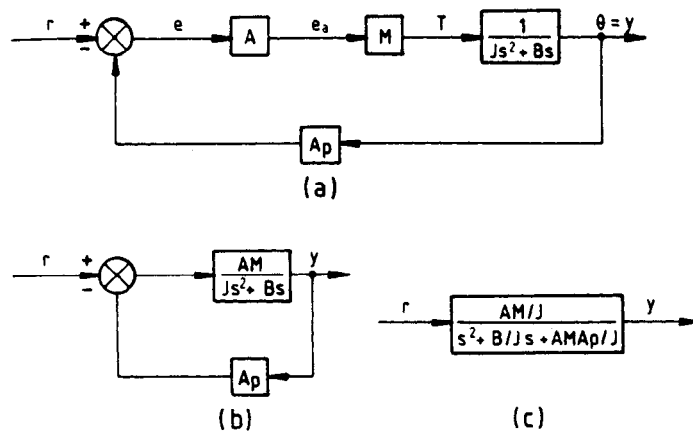 r + − e A eₐ M T 1 / Js² + Bs θ = y
Ap
(a)
r + − AM / Js² + Bs y
Ap
(b)
r AM/J / s² + B/Js + AMAp/J y
(c)